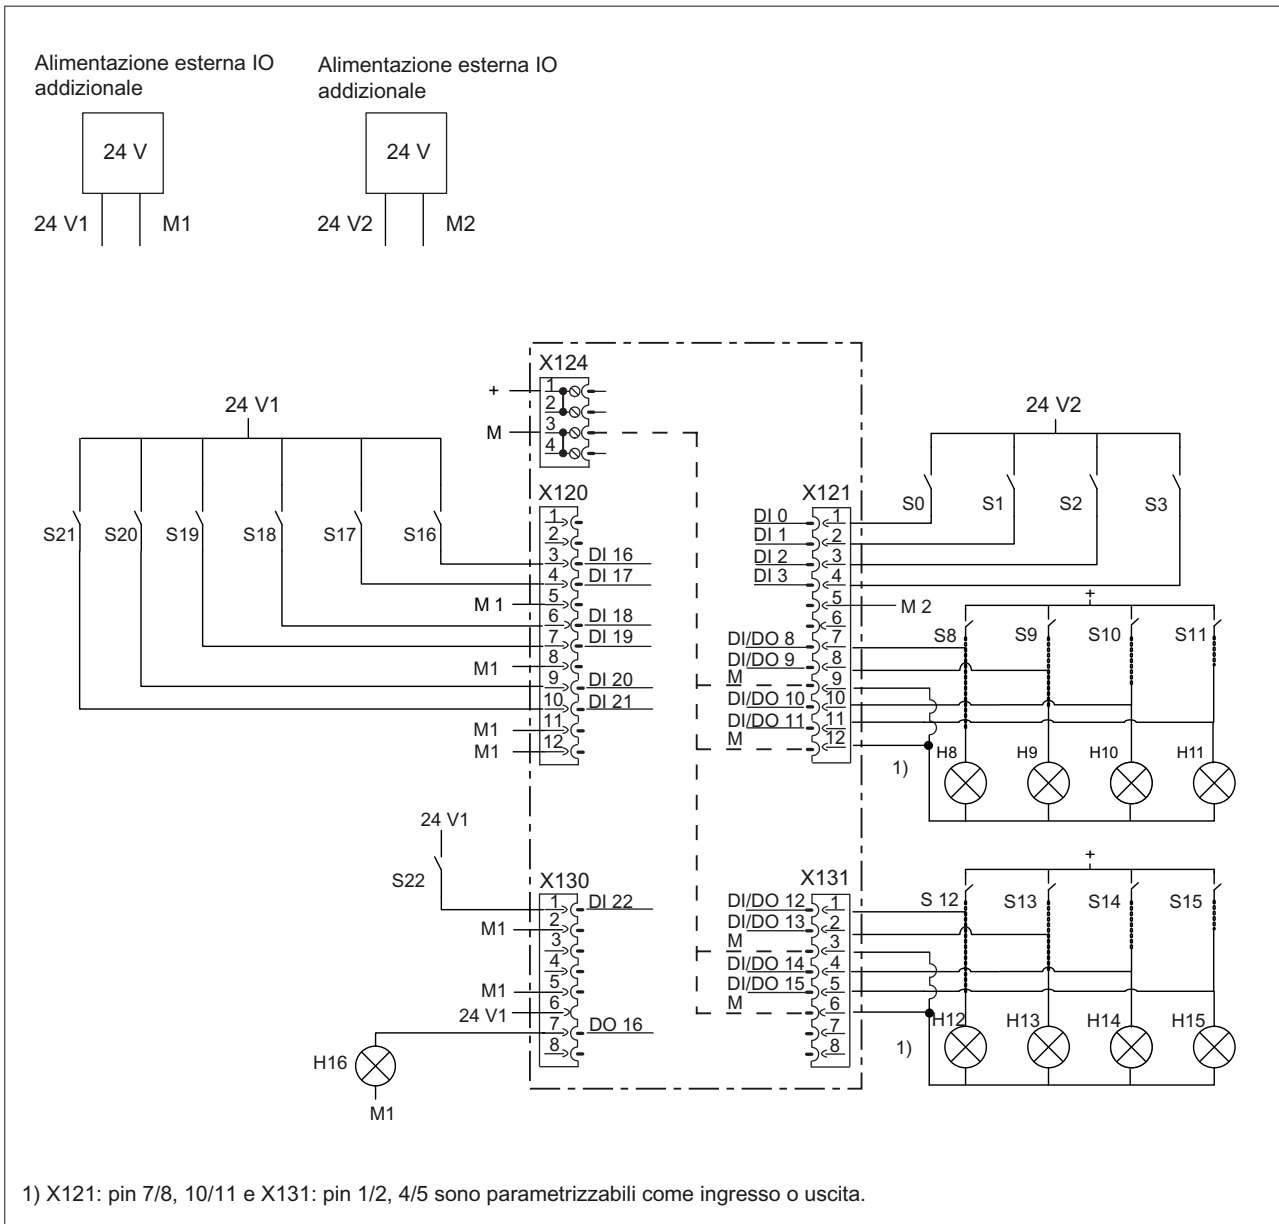 Alimentazione esterna IO
addizionale
Alimentazione esterna IO
addizionale
24 V
24 V
24 V1
M1
24 V2
M2
X124
+
1
2
M
3
4
24 V1
24 V2
S21
S20
S19
S18
S17
S16
X120
1
2
3
DI 16
4
DI 17
M 1
5
6
DI 18
7
DI 19
M1
8
9
DI 20
10
DI 21
M1
11
M1
12
X121
S0
S1
S2
S3
DI 0
1
DI 1
2
DI 2
3
DI 3
4
5
M 2
6
DI/DO 8
7
DI/DO 9
8
M
9
DI/DO 10
10
DI/DO 11
11
M
12
+
S8
S9
S10
S11
1)
H8
H9
H10
H11
24 V1
S22
X130
1
DI 22
M1
2
3
4
M1
5
24 V1
6
7
DO 16
8
H16
M1
X131
DI/DO 12
1
DI/DO 13
2
M
3
DI/DO 14
4
DI/DO 15
5
M
6
7
8
+
S 12
S13
S14
S15
1)
H12
H13
H14
H15
1) X121: pin 7/8, 10/11 e X131: pin 1/2, 4/5 sono parametrizzabili come ingresso o uscita.